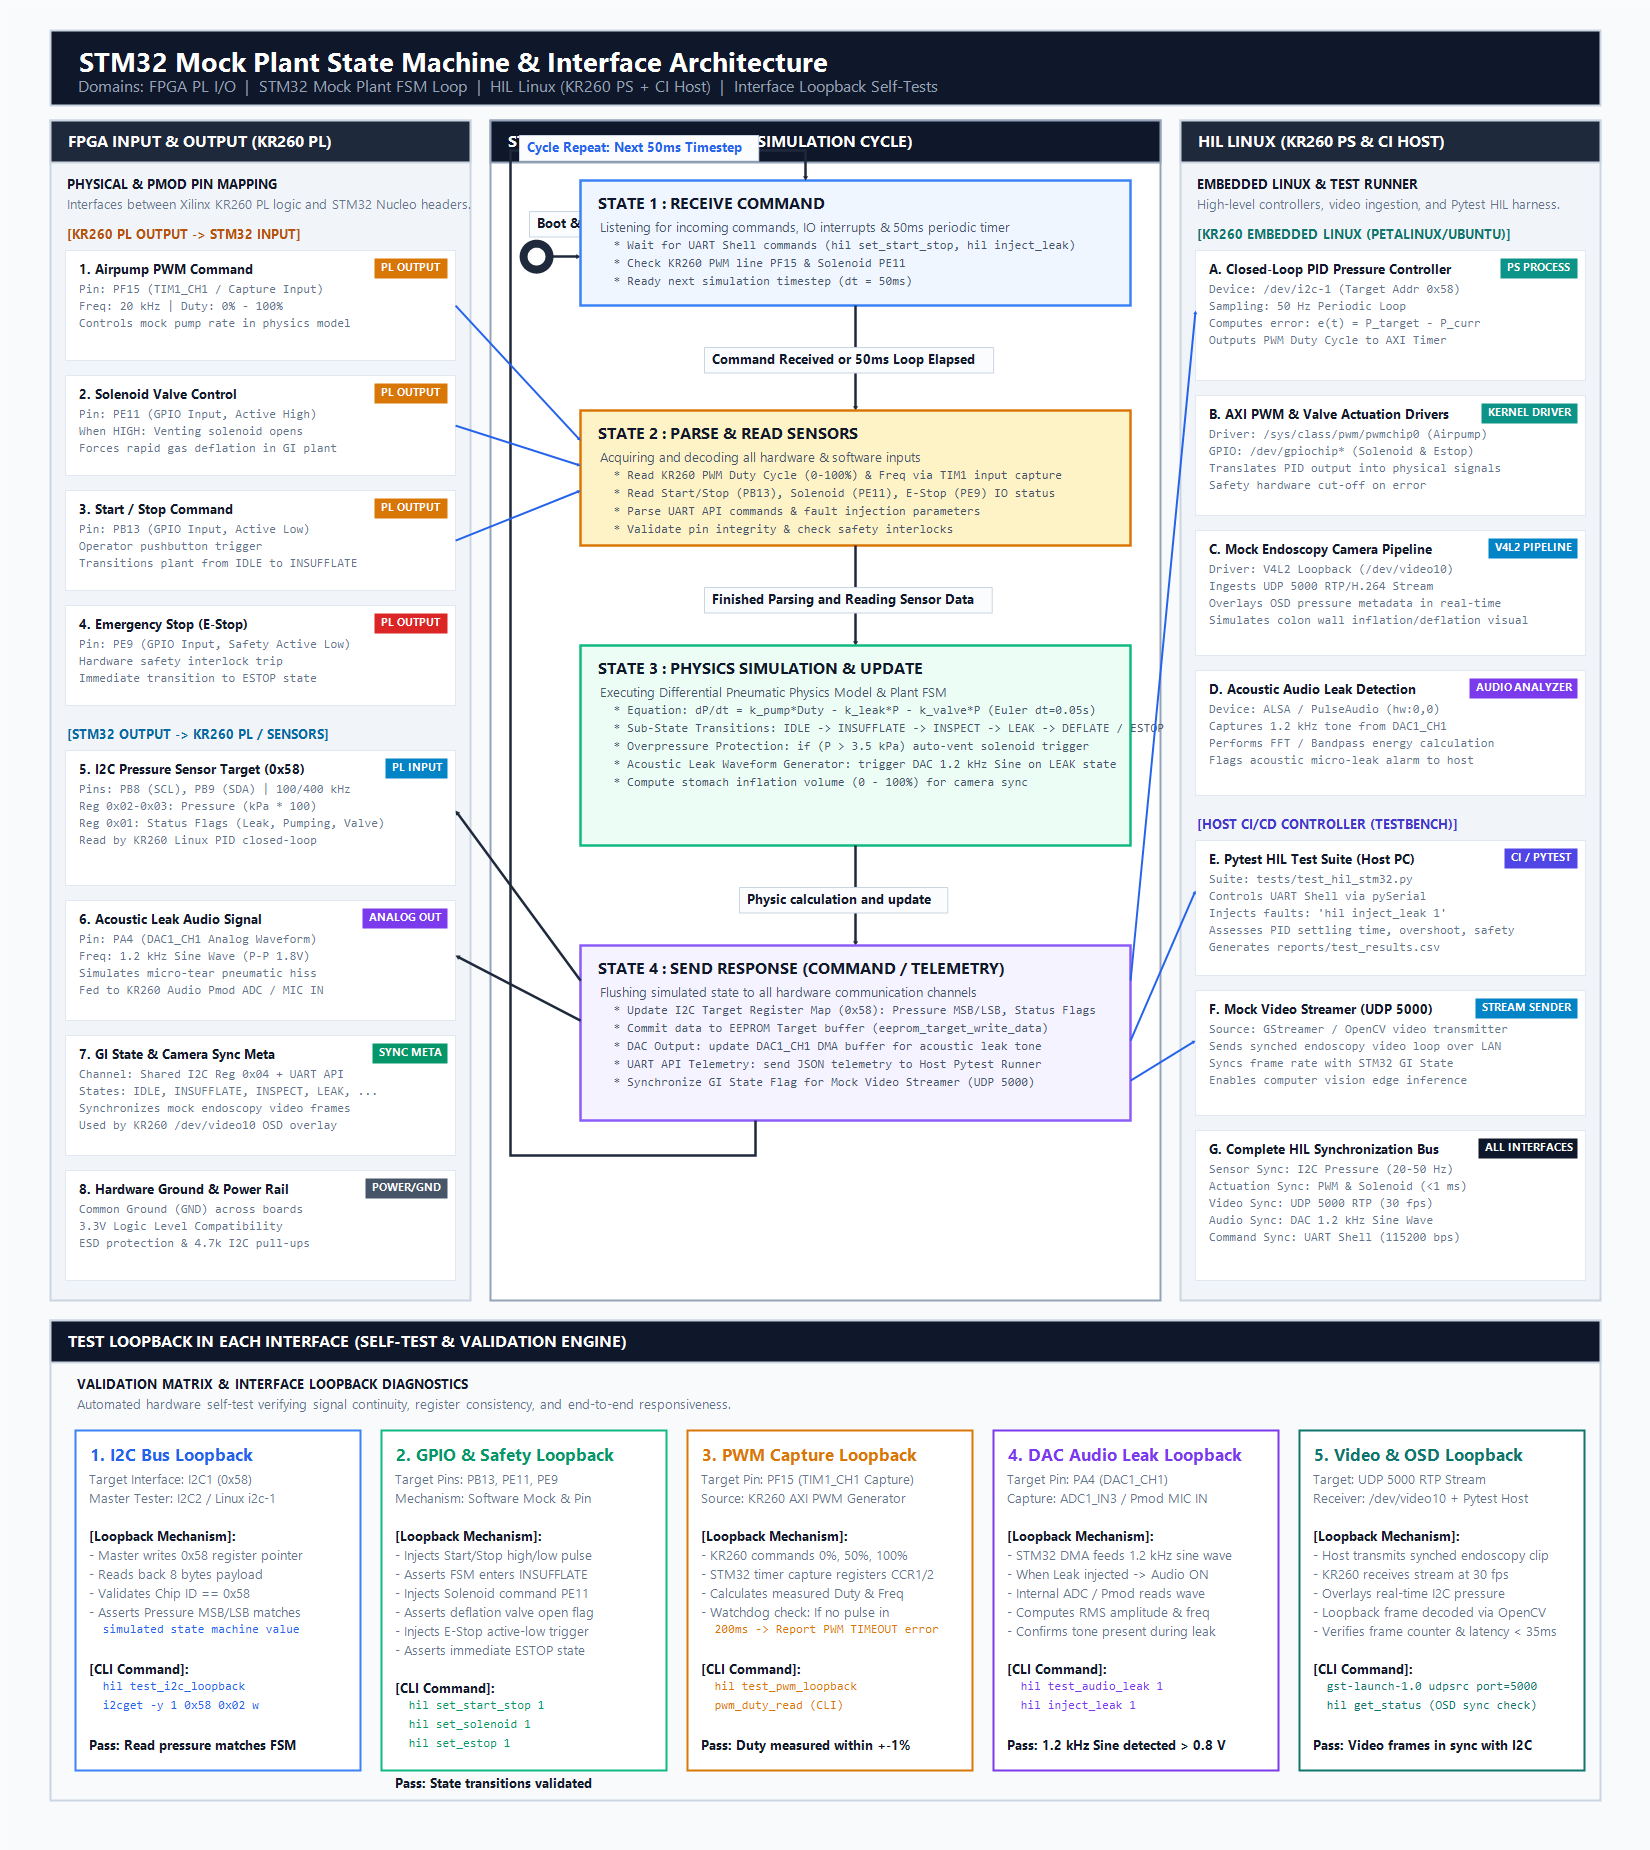 STM32 Mock Plant State Machine & Interface Architecture
Domains: FPGA PL I/O | STM32 Mock Plant FSM Loop | HIL Linux (KR260 PS + CI Host) | Interface Loopback Self-Tests
FPGA INPUT & OUTPUT (KR260 PL)
PHYSICAL & PMOD PIN MAPPING
Interfaces between Xilinx KR260 PL logic and STM32 Nucleo headers.
[KR260 PL OUTPUT -> STM32 INPUT]
1. Airpump PWM Command
PL OUTPUT
Pin: PF15 (TIM1_CH1 / Capture Input)
Freq: 20 kHz | Duty: 0% - 100%
Controls mock pump rate in physics model
2. Solenoid Valve Control
PL OUTPUT
Pin: PE11 (GPIO Input, Active High)
When HIGH: Venting solenoid opens
Forces rapid gas deflation in GI plant
3. Start / Stop Command
PL OUTPUT
Pin: PB13 (GPIO Input, Active Low)
Operator pushbutton trigger
Transitions plant from IDLE to INSUFFLATE
4. Emergency Stop (E-Stop)
PL OUTPUT
Pin: PE9 (GPIO Input, Safety Active Low)
Hardware safety interlock trip
Immediate transition to ESTOP state
[STM32 OUTPUT -> KR260 PL / SENSORS]
5. I2C Pressure Sensor Target (0x58)
PL INPUT
Pins: PB8 (SCL), PB9 (SDA) | 100/400 kHz
Reg 0x02-0x03: Pressure (kPa * 100)
Reg 0x01: Status Flags (Leak, Pumping, Valve)
Read by KR260 Linux PID closed-loop
6. Acoustic Leak Audio Signal
ANALOG OUT
Pin: PA4 (DAC1_CH1 Analog Waveform)
Freq: 1.2 kHz Sine Wave (P-P 1.8V)
Simulates micro-tear pneumatic hiss
Fed to KR260 Audio Pmod ADC / MIC IN
7. GI State & Camera Sync Meta
SYNC META
Channel: Shared I2C Reg 0x04 + UART API
States: IDLE, INSUFFLATE, INSPECT, LEAK, ...
Synchronizes mock endoscopy video frames
Used by KR260 /dev/video10 OSD overlay
8. Hardware Ground & Power Rail
POWER/GND
Common Ground (GND) across boards
3.3V Logic Level Compatibility
ESD protection & 4.7k I2C pull-ups
SIMULATION CYCLE)
Cycle Repeat: Next 50ms Timestep
Boot &
STATE 1 : RECEIVE COMMAND
Listening for incoming commands, IO interrupts & 50ms periodic timer
* Wait for UART Shell commands (hil set_start_stop, hil inject_leak)
* Check KR260 PWM line PF15 & Solenoid PE11
* Ready next simulation timestep (dt = 50ms)
Command Received or 50ms Loop Elapsed
STATE 2 : PARSE & READ SENSORS
Acquiring and decoding all hardware & software inputs
* Read KR260 PWM Duty Cycle (0-100%) & Freq via TIM1 input capture
* Read Start/Stop (PB13), Solenoid (PE11), E-Stop (PE9) IO status
* Parse UART API commands & fault injection parameters
* Validate pin integrity & check safety interlocks
Finished Parsing and Reading Sensor Data
STATE 3 : PHYSICS SIMULATION & UPDATE
Executing Differential Pneumatic Physics Model & Plant FSM
* Equation: dP/dt = k_pump*Duty - k_leak*P - k_valve*P (Euler dt=0.05s)
* Sub-State Transitions: IDLE -> INSUFFLATE -> INSPECT -> LEAK -> DEFLATE / ESTOP
* Overpressure Protection: if (P > 3.5 kPa) auto-vent solenoid trigger
* Acoustic Leak Waveform Generator: trigger DAC 1.2 kHz Sine on LEAK state
* Compute stomach inflation volume (0 - 100%) for camera sync
Physic calculation and update
STATE 4 : SEND RESPONSE (COMMAND / TELEMETRY)
Flushing simulated state to all hardware communication channels
* Update I2C Target Register Map (0x58): Pressure MSB/LSB, Status Flags
* Commit data to EEPROM Target buffer (eeprom_target_write_data)
* DAC Output: update DAC1_CH1 DMA buffer for acoustic leak tone
* UART API Telemetry: send JSON telemetry to Host Pytest Runner
* Synchronize GI State Flag for Mock Video Streamer (UDP 5000)
HIL LINUX (KR260 PS & CI HOST)
EMBEDDED LINUX & TEST RUNNER
High-level controllers, video ingestion, and Pytest HIL harness.
[KR260 EMBEDDED LINUX (PETALINUX/UBUNTU)]
A. Closed-Loop PID Pressure Controller
PS PROCESS
Device: /dev/i2c-1 (Target Addr 0x58)
Sampling: 50 Hz Periodic Loop
Computes error: e(t) = P_target - P_curr
Outputs PWM Duty Cycle to AXI Timer
B. AXI PWM & Valve Actuation Drivers
KERNEL DRIVER
Driver: /sys/class/pwm/pwmchip0 (Airpump)
GPIO: /dev/gpiochip* (Solenoid & Estop)
Translates PID output into physical signals
Safety hardware cut-off on error
C. Mock Endoscopy Camera Pipeline
V4L2 PIPELINE
Driver: V4L2 Loopback (/dev/video10)
Ingests UDP 5000 RTP/H.264 Stream
Overlays OSD pressure metadata in real-time
Simulates colon wall inflation/deflation visual
D. Acoustic Audio Leak Detection
AUDIO ANALYZER
Device: ALSA / PulseAudio (hw:0,0)
Captures 1.2 kHz tone from DAC1_CH1
Performs FFT / Bandpass energy calculation
Flags acoustic micro-leak alarm to host
[HOST CI/CD CONTROLLER (TESTBENCH)]
E. Pytest HIL Test Suite (Host PC)
CI / PYTEST
Suite: tests/test_hil_stm32.py
Controls UART Shell via pySerial
Injects faults: 'hil inject_leak 1'
Assesses PID settling time, overshoot, safety
Generates reports/test_results.csv
F. Mock Video Streamer (UDP 5000)
STREAM SENDER
Source: GStreamer / OpenCV video transmitter
Sends synched endoscopy video loop over LAN
Syncs frame rate with STM32 GI State
Enables computer vision edge inference
G. Complete HIL Synchronization Bus
ALL INTERFACES
Sensor Sync: I2C Pressure (20-50 Hz)
Actuation Sync: PWM & Solenoid (<1 ms)
Video Sync: UDP 5000 RTP (30 fps)
Audio Sync: DAC 1.2 kHz Sine Wave
Command Sync: UART Shell (115200 bps)
TEST LOOPBACK IN EACH INTERFACE (SELF-TEST & VALIDATION ENGINE)
VALIDATION MATRIX & INTERFACE LOOPBACK DIAGNOSTICS
Automated hardware self-test verifying signal continuity, register consistency, and end-to-end responsiveness.
1. I2C Bus Loopback
Target Interface: I2C1 (0x58)
Master Tester: I2C2 / Linux i2c-1
[Loopback Mechanism]:
- Master writes 0x58 register pointer
- Reads back 8 bytes payload
- Validates Chip ID == 0x58
- Asserts Pressure MSB/LSB matches
simulated state machine value
[CLI Command]:
hil test_i2c_loopback
i2cget -y 1 0x58 0x02 w
Pass: Read pressure matches FSM
2. GPIO & Safety Loopback
Target Pins: PB13, PE11, PE9
Mechanism: Software Mock & Pin
[Loopback Mechanism]:
- Injects Start/Stop high/low pulse
- Asserts FSM enters INSUFFLATE
- Injects Solenoid command PE11
- Asserts deflation valve open flag
- Injects E-Stop active-low trigger
- Asserts immediate ESTOP state
[CLI Command]:
hil set_start_stop 1
hil set_solenoid 1
hil set_estop 1
Pass: State transitions validated
3. PWM Capture Loopback
Target Pin: PF15 (TIM1_CH1 Capture)
Source: KR260 AXI PWM Generator
[Loopback Mechanism]:
- KR260 commands 0%, 50%, 100%
- STM32 timer capture registers CCR1/2
- Calculates measured Duty & Freq
- Watchdog check: If no pulse in
200ms -> Report PWM TIMEOUT error
[CLI Command]:
hil test_pwm_loopback
pwm_duty_read (CLI)
Pass: Duty measured within +-1%
4. DAC Audio Leak Loopback
Target Pin: PA4 (DAC1_CH1)
Capture: ADC1_IN3 / Pmod MIC IN
[Loopback Mechanism]:
- STM32 DMA feeds 1.2 kHz sine wave
- When Leak injected -> Audio ON
- Internal ADC / Pmod reads wave
- Computes RMS amplitude & freq
- Confirms tone present during leak
[CLI Command]:
hil test_audio_leak 1
hil inject_leak 1
Pass: 1.2 kHz Sine detected > 0.8 V
5. Video & OSD Loopback
Target: UDP 5000 RTP Stream
Receiver: /dev/video10 + Pytest Host
[Loopback Mechanism]:
- Host transmits synched endoscopy clip
- KR260 receives stream at 30 fps
- Overlays real-time I2C pressure
- Loopback frame decoded via OpenCV
- Verifies frame counter & latency < 35ms
[CLI Command]:
gst-launch-1.0 udpsrc port=5000
hil get_status (OSD sync check)
Pass: Video frames in sync with I2C